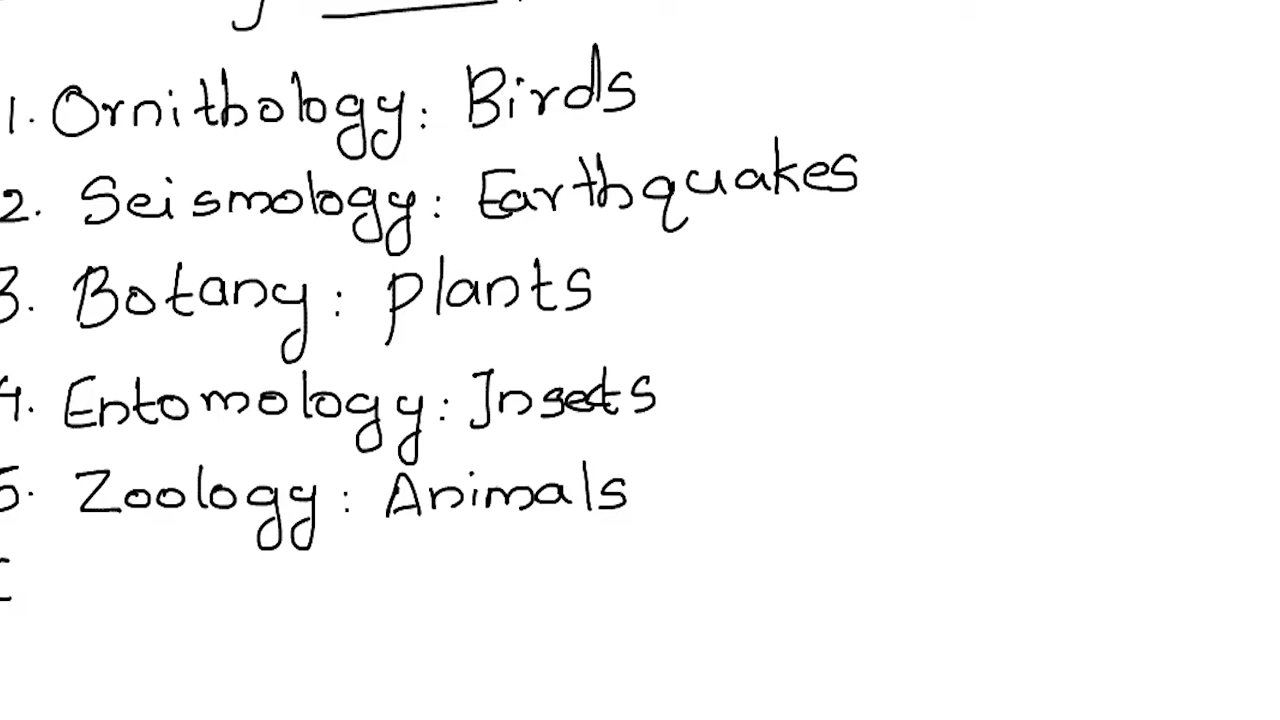 1. Ornithology: Birds
2. Seismology: Earthquakes
3. Botany: Plants
4. Entomology: Insects
5. Zoology: Animals